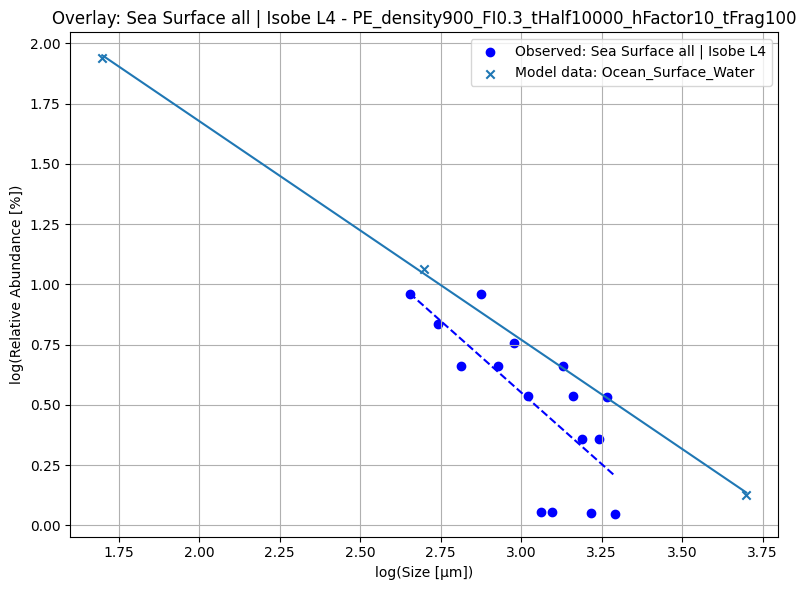 Overlay: Sea Surface all | Isobe L4 - PE_density900_FI0.3_tHalf10000_hFactor10_tFrag100
Observed: Sea Surface all | Isobe L4
Model data: Ocean_Surface_Water
log(Relative Abundance [%])
2.00
1.75
1.50
1.25
1.00
0.75
0.50
0.25
0.00
1.75 2.00 2.25 2.50 2.75 3.00 3.25 3.50 3.75
log(Size [μm])